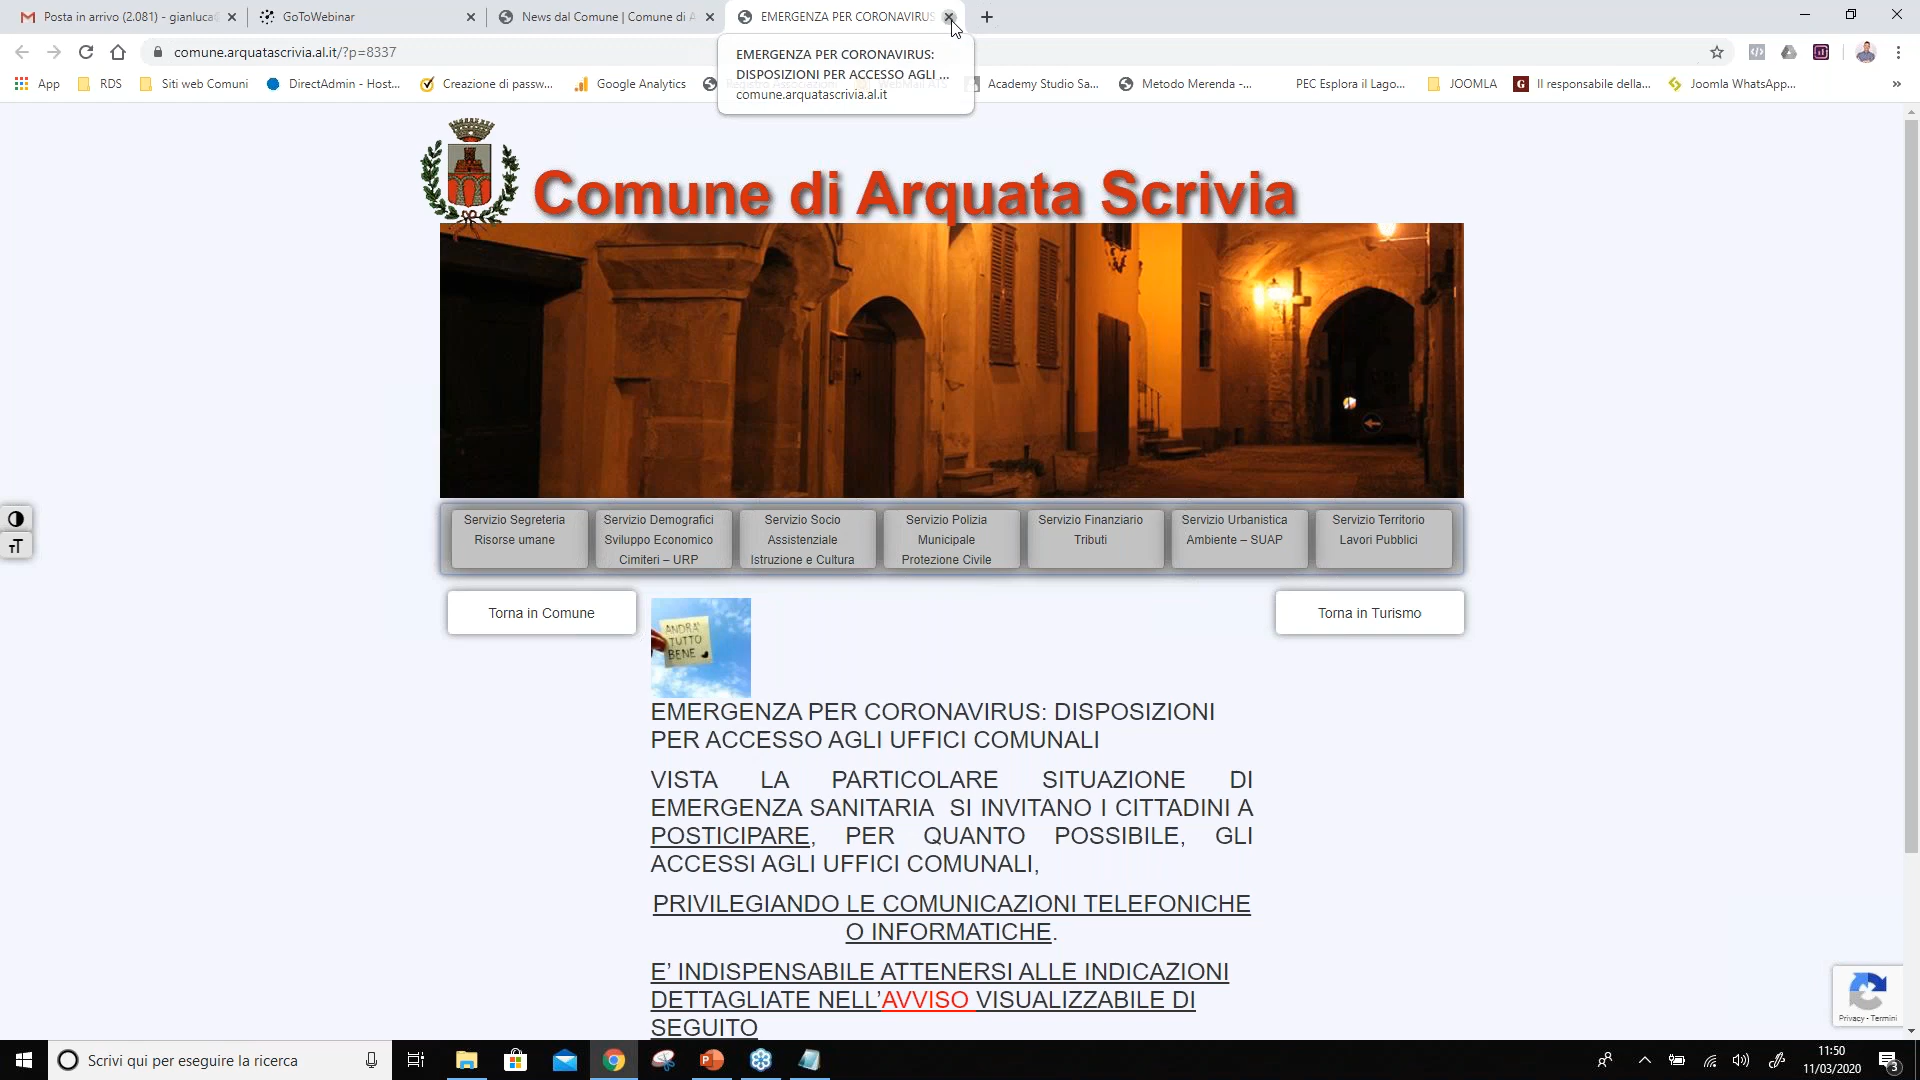 Posta in arrivo (2.081) - gianluca
GoToWebinar
News dal Comune | Comune di A
EMERGENZA PER CORONAVIRUS
comune.arquatascrivia.al.it/?p=8337
EMERGENZA PER CORONAVIRUS:
DISPOSIZIONI PER ACCESSO AGLI ...
comune.arquatascrivia.al.it
App
RDS
Siti web Comuni
DirectAdmin - Host...
Creazione di passw...
Google Analytics
Academy Studio Sa...
Metodo Merenda -...
PEC Esplora il Lago...
JOOMLA
Il responsabile della...
Joomla WhatsApp...
»
Comune di Arquata Scrivia
Servizio Segreteria
Risorse umane
Servizio Demografici
Sviluppo Economico
Cimiteri – URP
Servizio Socio
Assistenziale
Istruzione e Cultura
Servizio Polizia
Municipale
Protezione Civile
Servizio Finanziario
Tributi
Servizio Urbanistica
Ambiente – SUAP
Servizio Territorio
Lavori Pubblici
Torna in Comune
Torna in Turismo
ANDRA'
TUTTO
BENE
EMERGENZA PER CORONAVIRUS: DISPOSIZIONI
PER ACCESSO AGLI UFFICI COMUNALI
VISTA LA PARTICOLARE SITUAZIONE DI
EMERGENZA SANITARIA SI INVITANO I CITTADINI A
POSTICIPARE, PER QUANTO POSSIBILE, GLI
ACCESSI AGLI UFFICI COMUNALI,
PRIVILEGIANDO LE COMUNICAZIONI TELEFONICHE
O INFORMATICHE.
E' INDISPENSABILE ATTENERSI ALLE INDICAZIONI
DETTAGLIATE NELL'AVVISO VISUALIZZABILE DI
SEGUITO
Privacy - Termini
Scrivi qui per eseguire la ricerca
11:50
11/03/2020
3